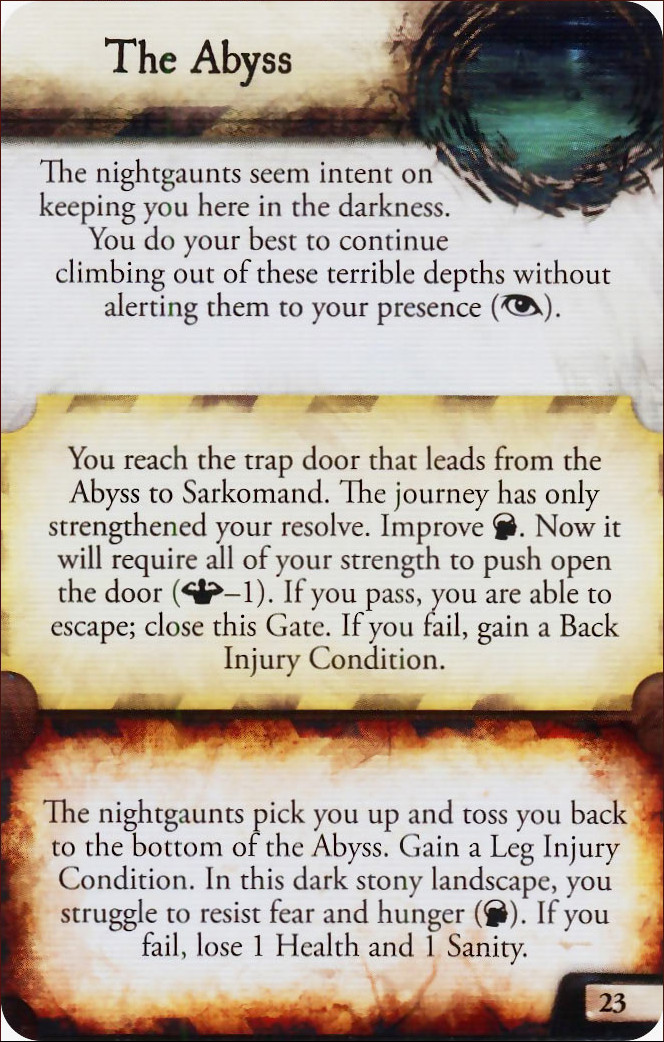 The Abyss
The nightgaunts seem intent on
keeping you here in the darkness.
You do your best to continue
climbing out of these terrible depths without
alerting them to your presence ( ).
You reach the trap door that leads from the
Abyss to Sarkomand. The journey has only
strengthened your resolve. Improve . Now it
will require all of your strength to push open
the door ( –1). If you pass, you are able to
escape; close this Gate. If you fail, gain a Back
Injury Condition.
The nightgaunts pick you up and toss you back
to the bottom of the Abyss. Gain a Leg Injury
Condition. In this dark stony landscape, you
struggle to resist fear and hunger ( ). If you
fail, lose 1 Health and 1 Sanity.
23